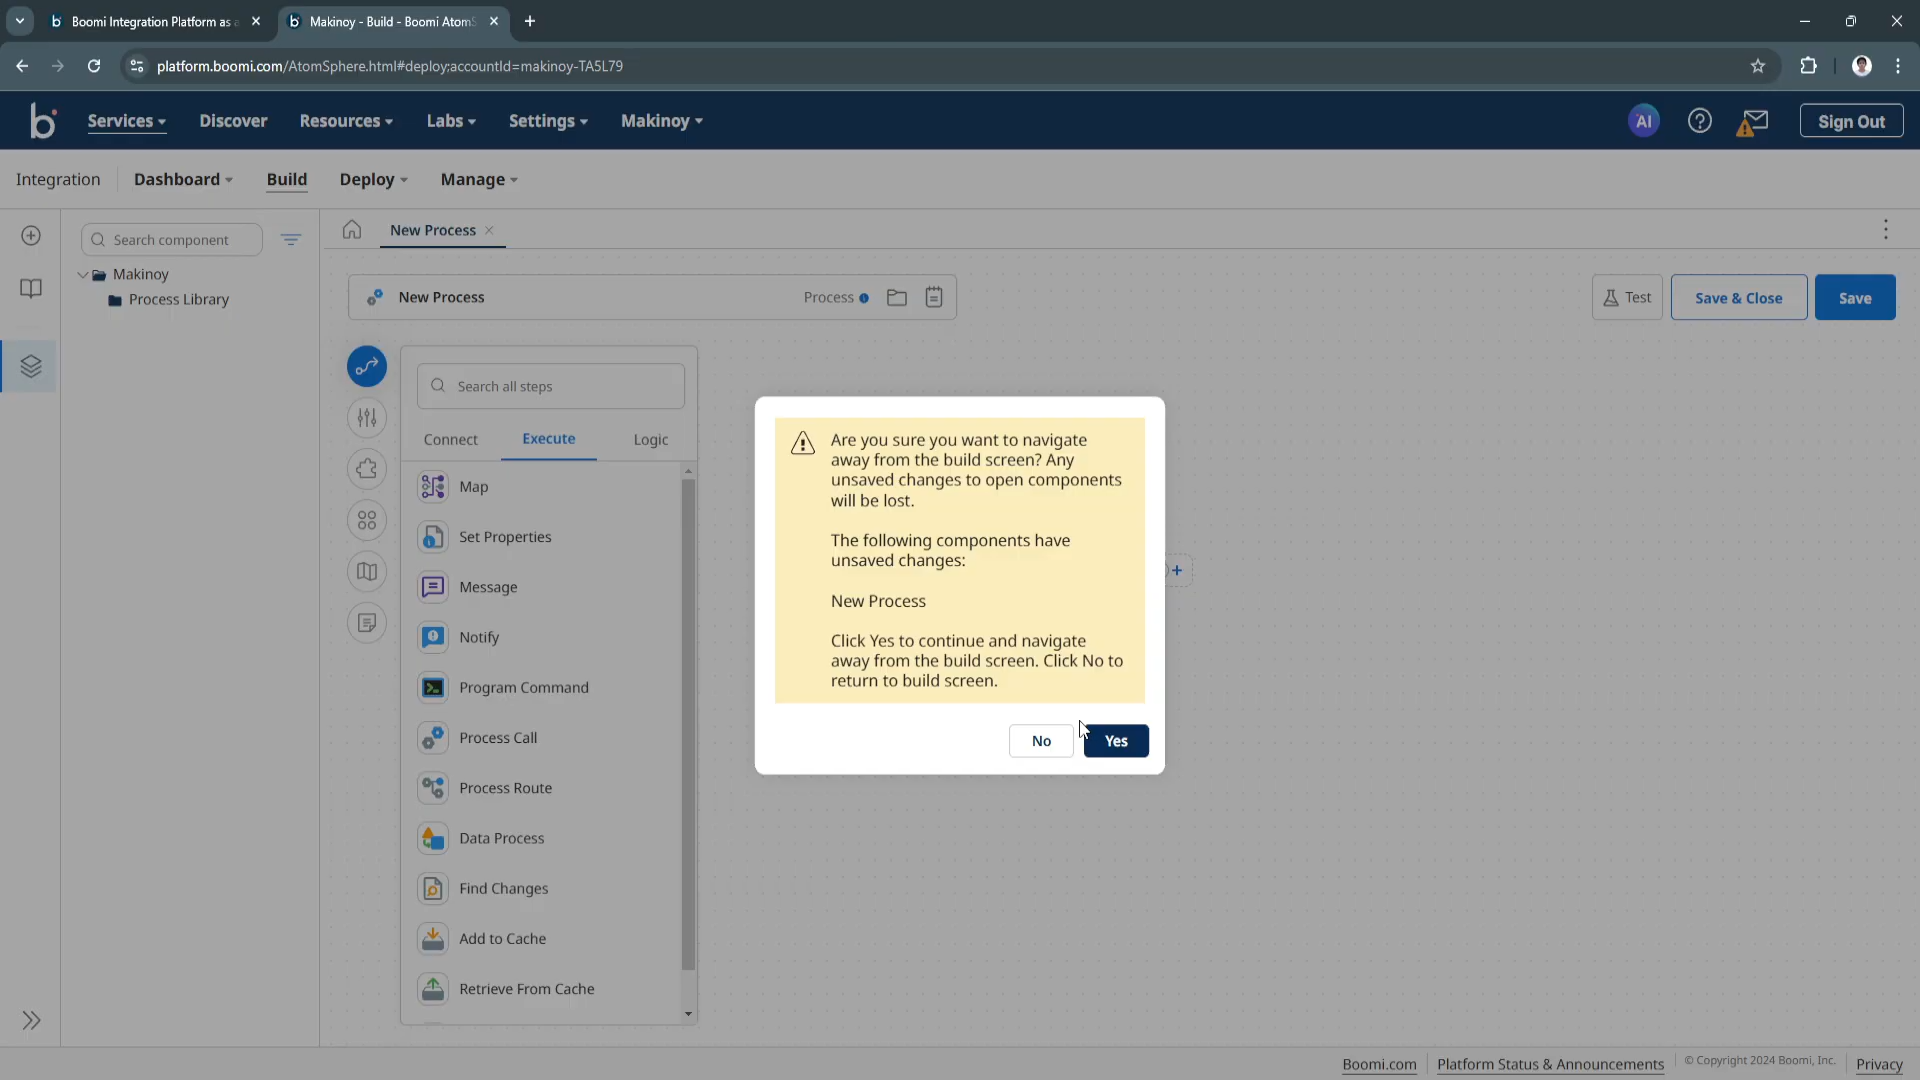 Boomi Integration Platform as a
Makinoy - Build - Boomi AtomS
platform.boomi.com/AtomSphere.html#deploy;accountId=makinoy-TA5L79
b
Services
Discover
Resources
Labs
Settings
Makinoy
AI
Sign Out
Integration
Dashboard
Build
Deploy
Manage
Search component
Makinoy
Process Library
New Process
New Process
Process
Test
Save & Close
Save
Search all steps
Connect
Execute
Logic
Map
Set Properties
Message
Notify
Program Command
Process Call
Process Route
Data Process
Find Changes
Add to Cache
Retrieve From Cache
Are you sure you want to navigate
away from the build screen? Any
unsaved changes to open components
will be lost.
The following components have
unsaved changes:
New Process
Click Yes to continue and navigate
away from the build screen. Click No to
return to build screen.
No
Yes
Boomi.com
Platform Status & Announcements
© Copyright 2024 Boomi, Inc.
Privacy